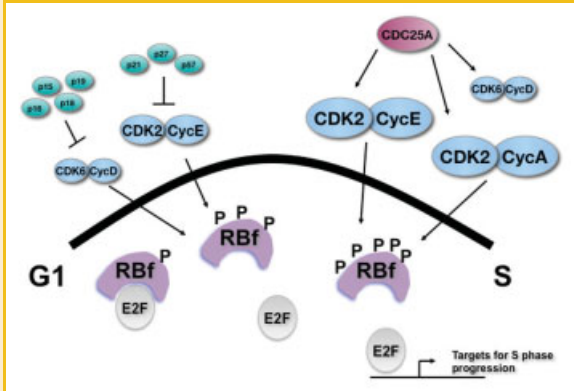 CDC25A
p27
p21
p57
p15
p19
p16
p18
CDK6 CycD
CDK2 CycE
CDK2 CycE
CDK2 CycA
CDK6 CycD
P
P P P
P P P P P
RBf
RBf
RBf
G1
S
E2F
E2F
E2F
Targets for S phase
progression